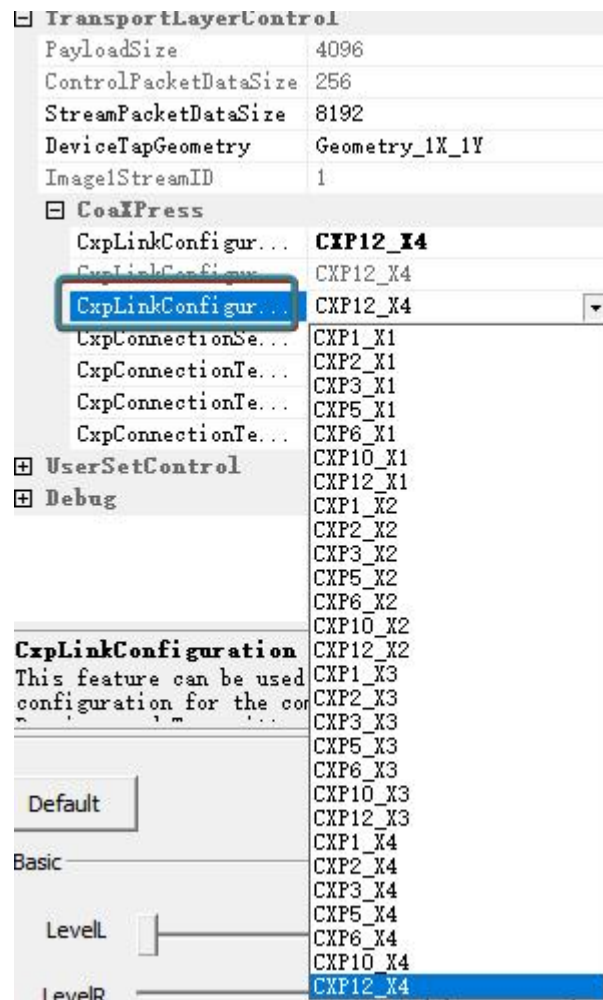 TransportLayerControl
PayloadSize 4096
ControlPacketDataSize 256
StreamPacketDataSize 8192
DeviceTapGeometry Geometry_1X_1Y
Image1StreamID 1
CoaXPress
CxpLinkConfigur... CXP12_X4
CxpLinkConfigur... CXP12_X4
CxpLinkConfigur... CXP12_X4
CxpConnectionSe...
CxpConnectionTe...
CxpConnectionTe...
CxpConnectionTe...
UserSetControl
Debug
CXP1_X1
CXP2_X1
CXP3_X1
CXP5_X1
CXP6_X1
CXP10_X1
CXP12_X1
CXP1_X2
CXP2_X2
CXP3_X2
CXP5_X2
CXP6_X2
CXP10_X2
CXP12_X2
CXP1_X3
CXP2_X3
CXP3_X3
CXP5_X3
CXP6_X3
CXP10_X3
CXP12_X3
CXP1_X4
CXP2_X4
CXP3_X4
CXP5_X4
CXP6_X4
CXP10_X4
CXP12_X4
CxpLinkConfiguration
This feature can be used
configuration for the
Default
Basic
LevelL
LevelR